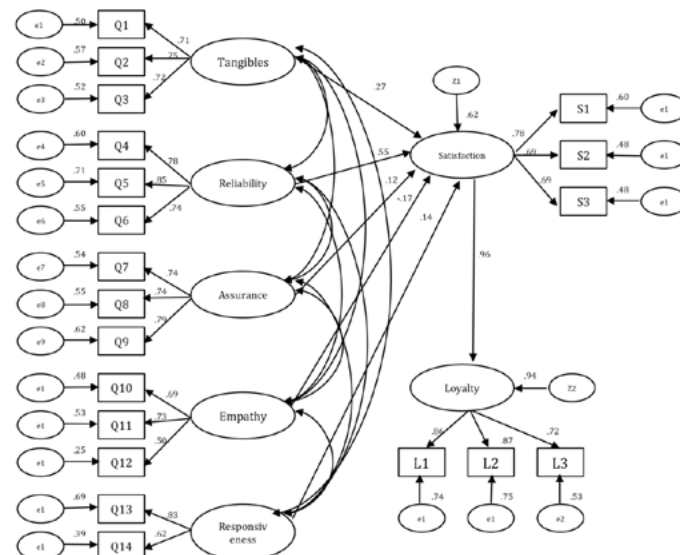 e1 .50 Q1 .71
e2 .57 Q2 .75
e3 .52 Q3 .72
Tangibles
e4 .60 Q4 .78
e5 .71 Q5 .85
e6 .55 Q6 .74
Reliability
e7 .54 Q7 .74
e8 .55 Q8 .74
e9 .62 Q9 .79
Assurance
e1 .48 Q10 .69
e1 .53 Q11 .73
e1 .25 Q12 .50
Empathy
e1 .69 Q13 .83
e1 .39 Q14 .62
Responsiv
eness
.27
.55
.12
-.17
.14
Z1
.62
Satisfaction
.78 S1 .60 e1
.69 S2 .48 e1
.69 S3 .48 e1
.96
Loyalty
.94 Z2
.86 .87 .72
L1 L2 L3
.74 .75 .53
e1 e1 e2